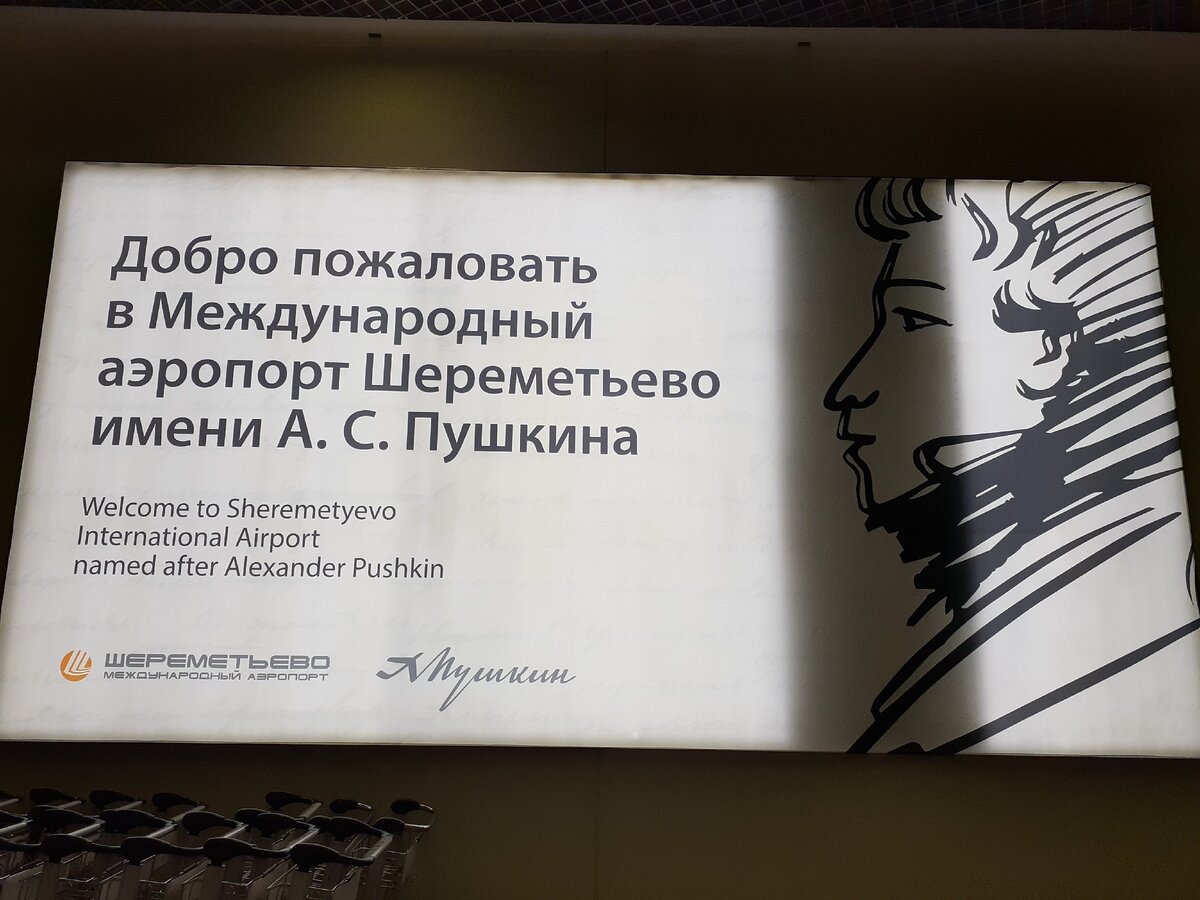 Добро пожаловать
в Международный
аэропорт Шереметьево
имени А. С. Пушкина
Welcome to Sheremetyevo
International Airport
named after Alexander Pushkin
ШЕРЕМЕТЬЕВО
МЕЖДУНАРОДНЫЙ АЭРОПОРТ
АПушкин